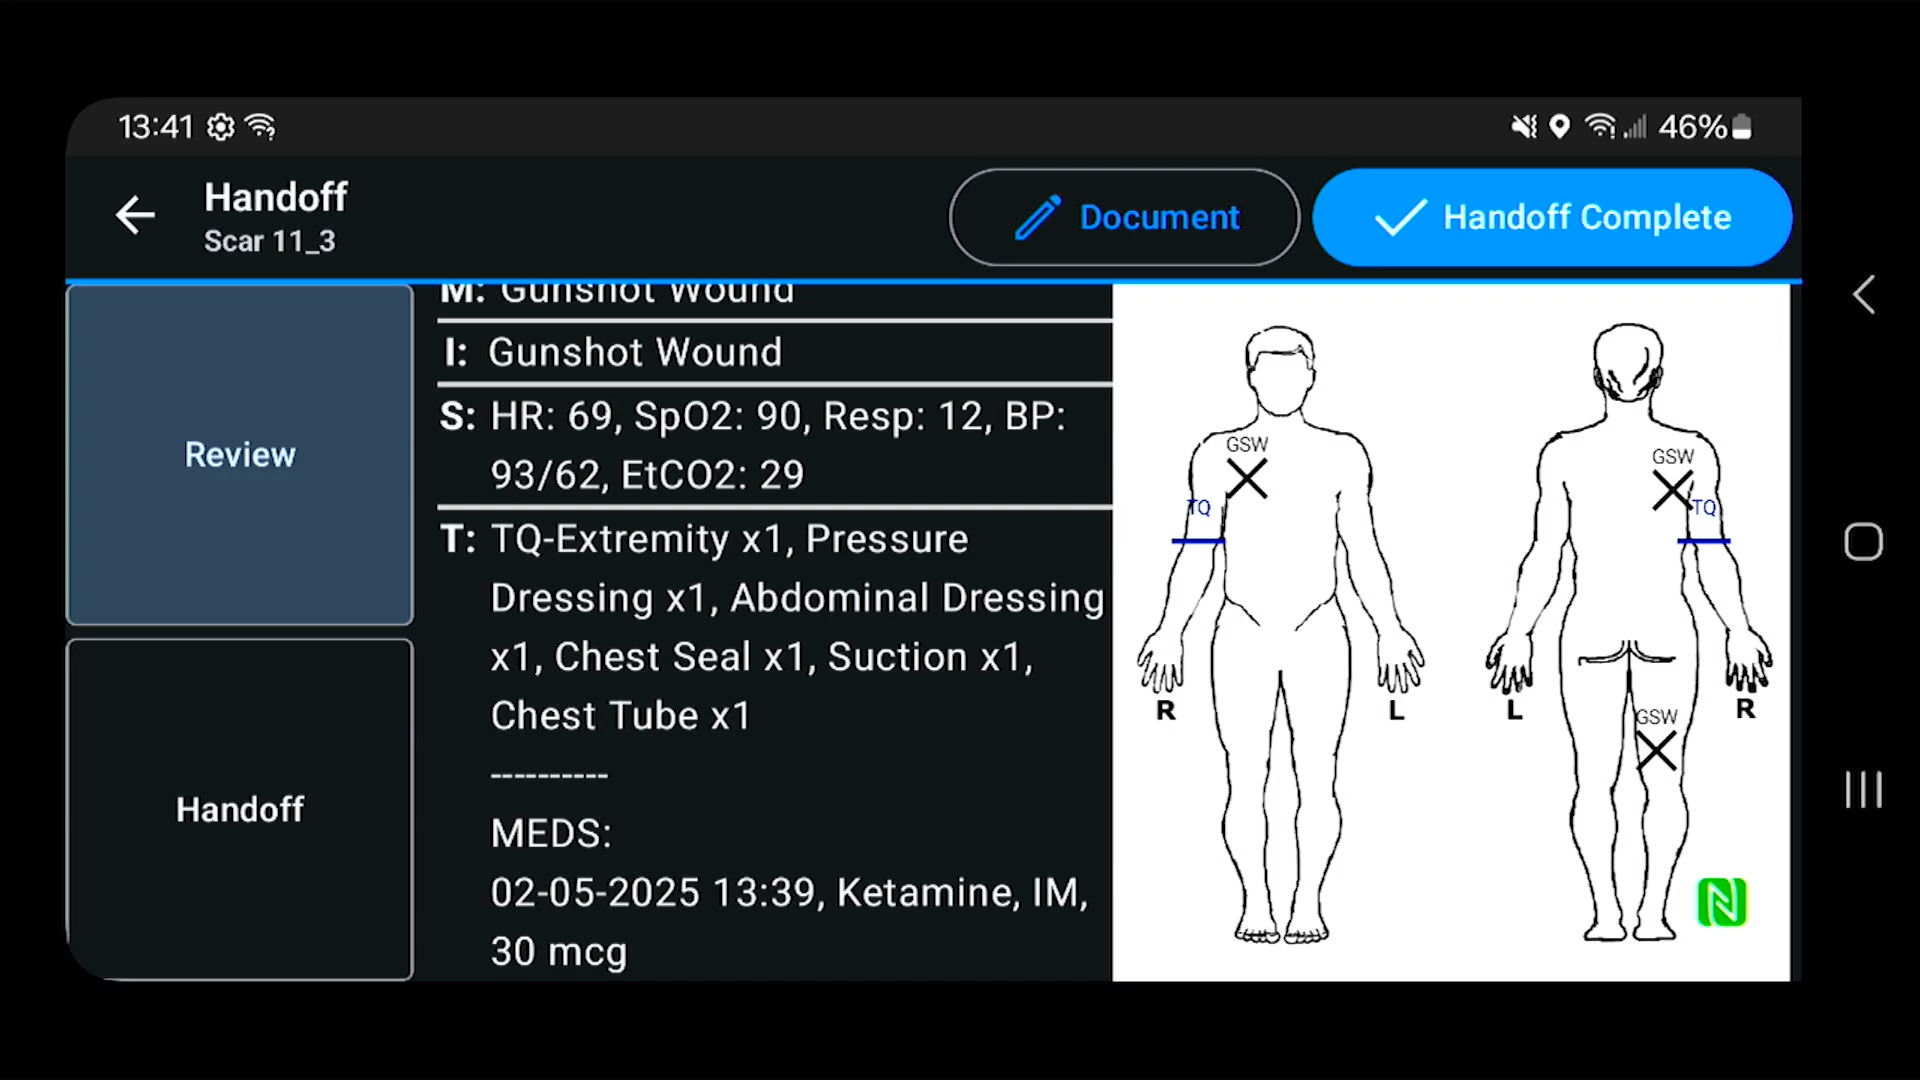 13:41
46%
Handoff
Scar 11_3
Document
Handoff Complete
Review
Handoff
M: Gunshot Wound
I: Gunshot Wound
S: HR: 69, SpO2: 90, Resp: 12, BP:
93/62, EtCO2: 29
T: TQ-Extremity x1, Pressure
Dressing x1, Abdominal Dressing
x1, Chest Seal x1, Suction x1,
Chest Tube x1
----------
MEDS:
02-05-2025 13:39, Ketamine, IM,
30 mcg
GSW
TQ
R
L
GSW
TQ
L
R
GSW